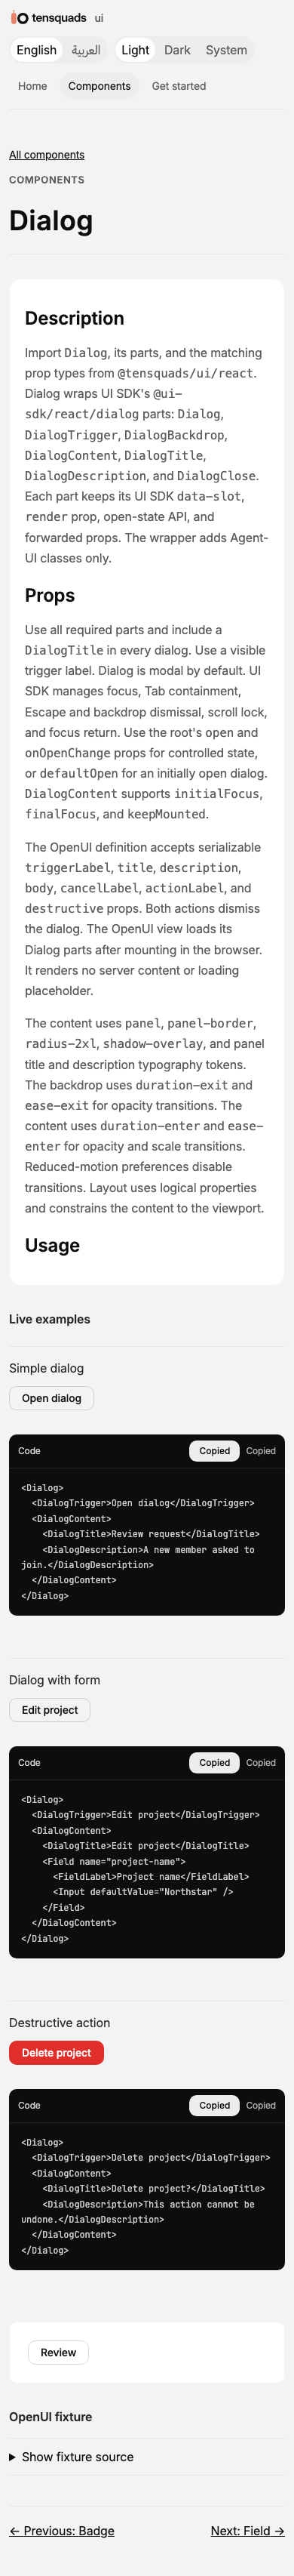 tensquads ui
English العربية Light Dark System
Home Components Get started
All components
COMPONENTS
Dialog
Description
Import Dialog, its parts, and the matching
prop types from @tensquads/ui/react.
Dialog wraps UI SDK's @ui-
sdk/react/dialog parts: Dialog,
DialogTrigger, DialogBackdrop,
DialogContent, DialogTitle,
DialogDescription, and DialogClose.
Each part keeps its UI SDK data-slot,
render prop, open-state API, and
forwarded props. The wrapper adds Agent-
UI classes only.
Props
Use all required parts and include a
DialogTitle in every dialog. Use a visible
trigger label. Dialog is modal by default. UI
SDK manages focus, Tab containment,
Escape and backdrop dismissal, scroll lock,
and focus return. Use the root's open and
onOpenChange props for controlled state,
or defaultOpen for an initially open dialog.
DialogContent supports initialFocus,
finalFocus, and keepMounted.
The OpenUI definition accepts serializable
triggerLabel, title, description,
body, cancelLabel, actionLabel, and
destructive props. Both actions dismiss
the dialog. The OpenUI view loads its
Dialog parts after mounting in the browser.
It renders no server content or loading
placeholder.
The content uses panel, panel-border,
radius-2xl, shadow-overlay, and panel
title and description typography tokens.
The backdrop uses duration-exit and
ease-exit for opacity transitions. The
content uses duration-enter and ease-
enter for opacity and scale transitions.
Reduced-motion preferences disable
transitions. Layout uses logical properties
and constrains the content to the viewport.
Usage
Live examples
Simple dialog
Open dialog
Code Copied Copied
<Dialog>
<DialogTrigger>Open dialog</DialogTrigger>
<DialogContent>
<DialogTitle>Review request</DialogTitle>
<DialogDescription>A new member asked to
join.</DialogDescription>
</DialogContent>
</Dialog>
Dialog with form
Edit project
Code Copied Copied
<Dialog>
<DialogTrigger>Edit project</DialogTrigger>
<DialogContent>
<DialogTitle>Edit project</DialogTitle>
<Field name="project-name">
<FieldLabel>Project name</FieldLabel>
<Input defaultValue="Northstar" />
</Field>
</DialogContent>
</Dialog>
Destructive action
Delete project
Code Copied Copied
<Dialog>
<DialogTrigger>Delete project</DialogTrigger>
<DialogContent>
<DialogTitle>Delete project?</DialogTitle>
<DialogDescription>This action cannot be
undone.</DialogDescription>
</DialogContent>
</Dialog>
Review
OpenUI fixture
▶ Show fixture source
← Previous: Badge Next: Field →